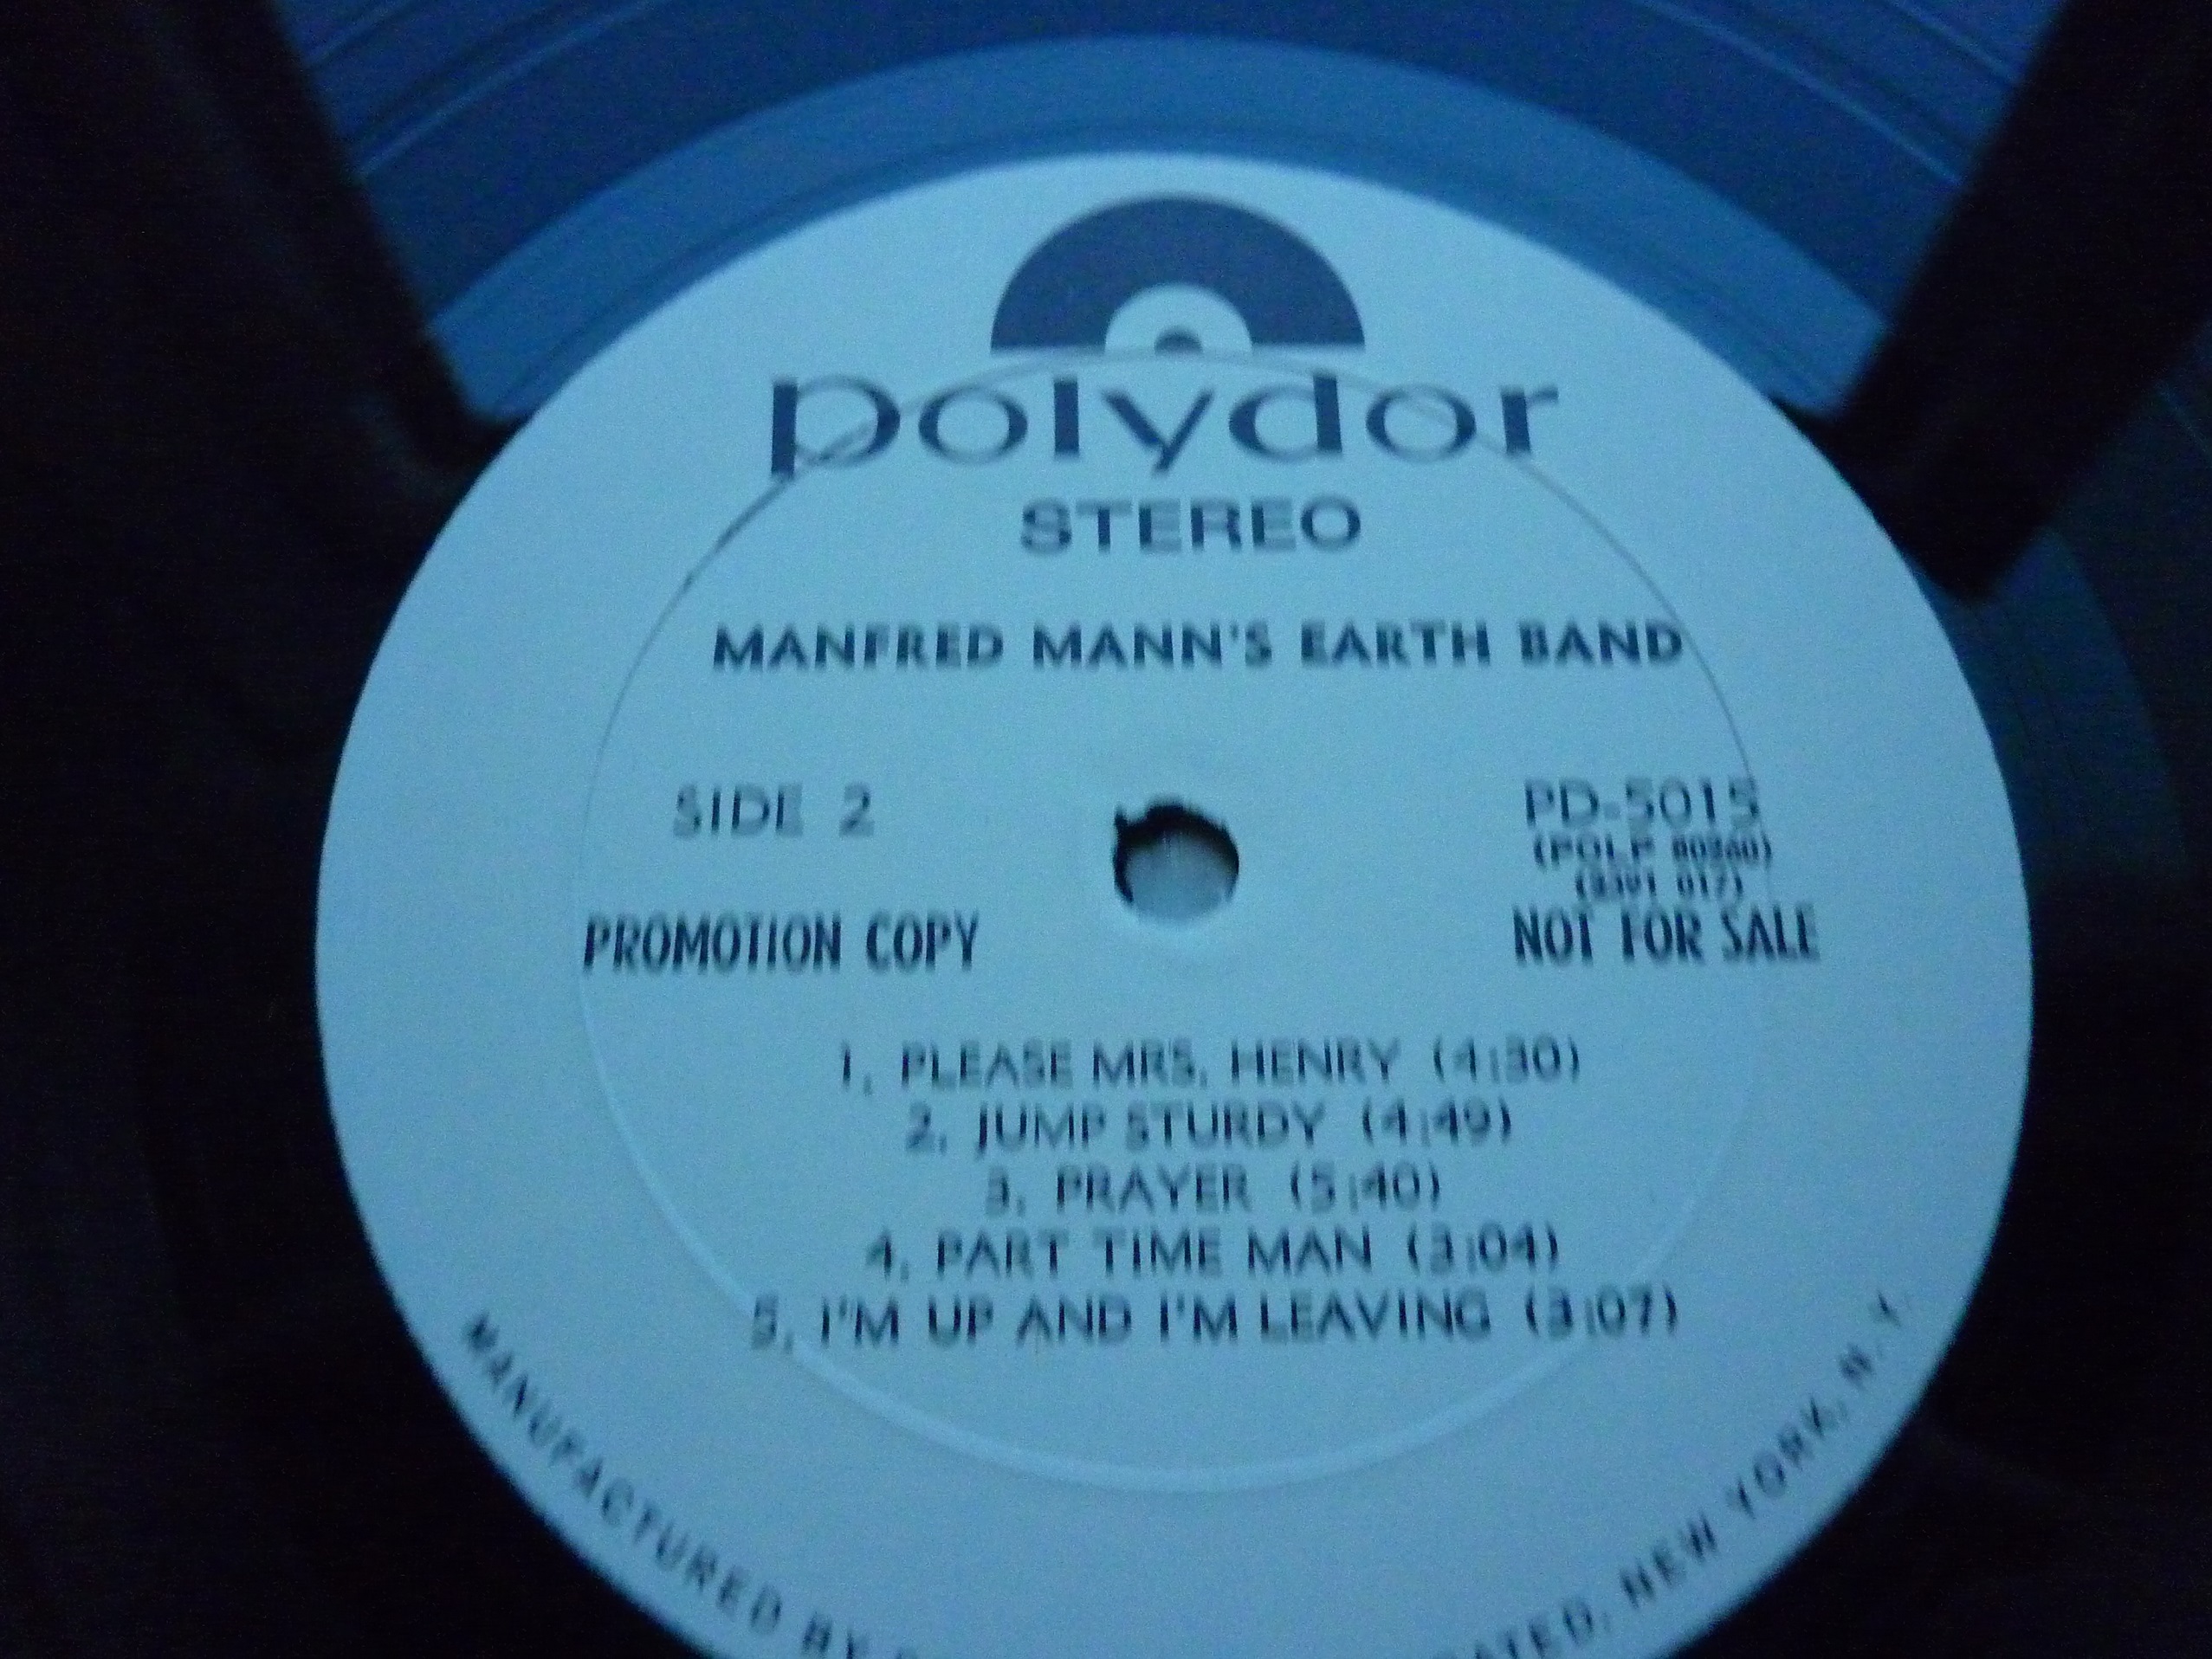 polydor
STEREO
MANFRED MANN'S EARTH BAND
SIDE 2
PD-5015
PROMOTION COPY
NOT FOR SALE
1. PLEASE MRS. HENRY (4:30)
2. JUMP STURDY (4:49)
3. PRAYER (5:40)
4. PART TIME MAN (3:04)
5. I'M UP AND I'M LEAVING (3:07)
MANUFACTURED BY
NEW YORK, N.Y.